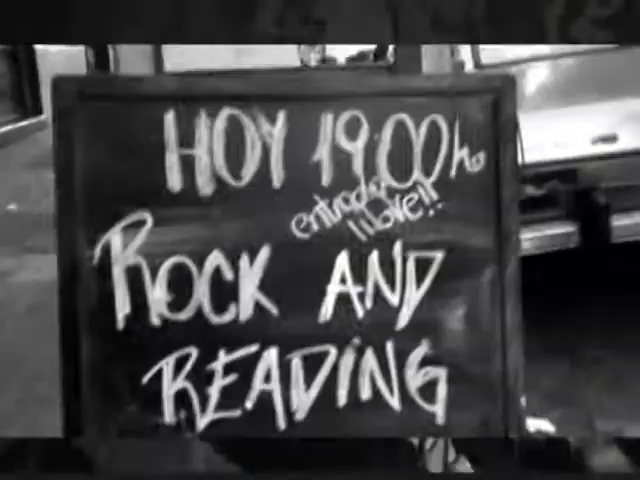 HOY 19:00h.
entrada
libre!!
ROCK AND
READING